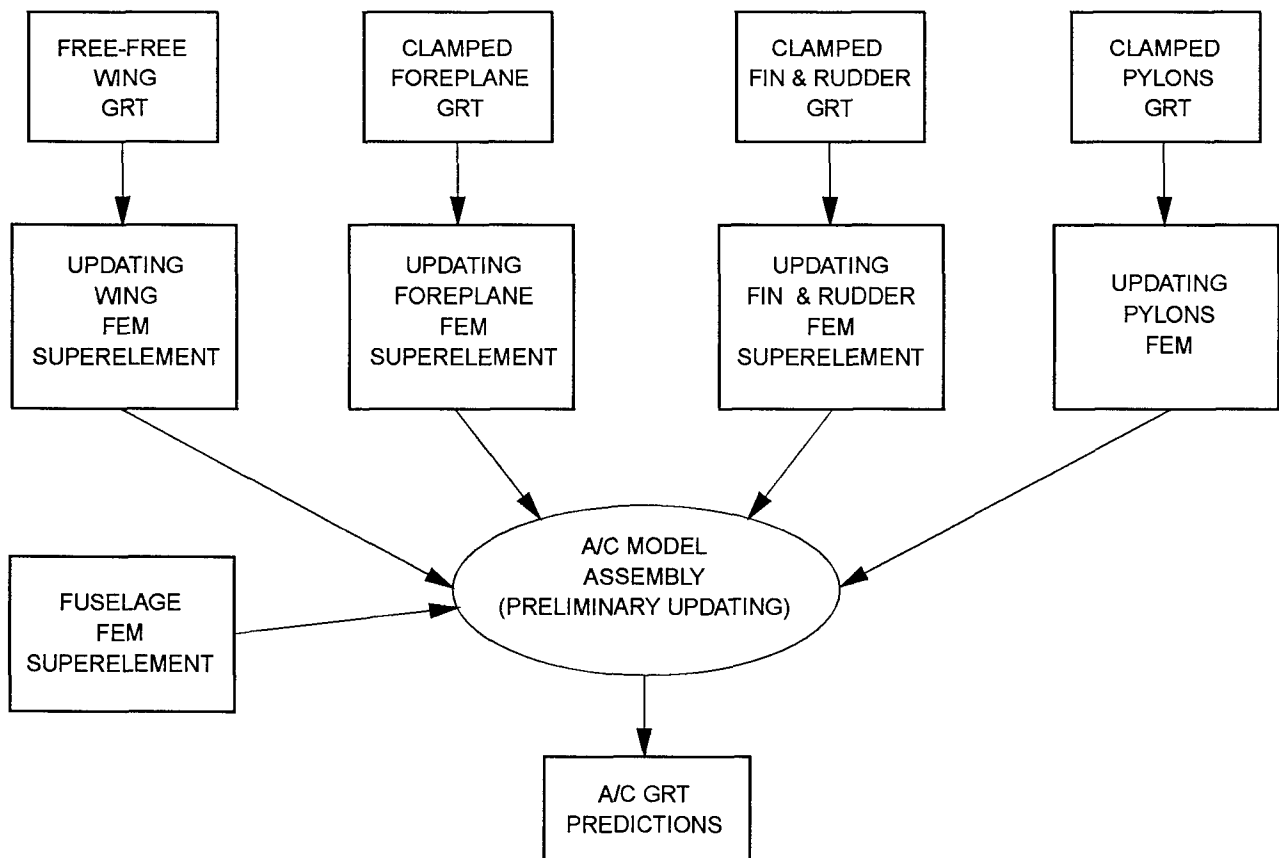 FREE-FREE
WING
GRT
CLAMPED
FOREPLANE
GRT
CLAMPED
FIN & RUDDER
GRT
CLAMPED
PYLONS
GRT
UPDATING
WING
FEM
SUPERELEMENT
UPDATING
FOREPLANE
FEM
SUPERELEMENT
UPDATING
FIN & RUDDER
FEM
SUPERELEMENT
UPDATING
PYLONS
FEM
A/C MODEL
ASSEMBLY
(PRELIMINARY UPDATING)
FUSELAGE
FEM
SUPERELEMENT
A/C GRT
PREDICTIONS